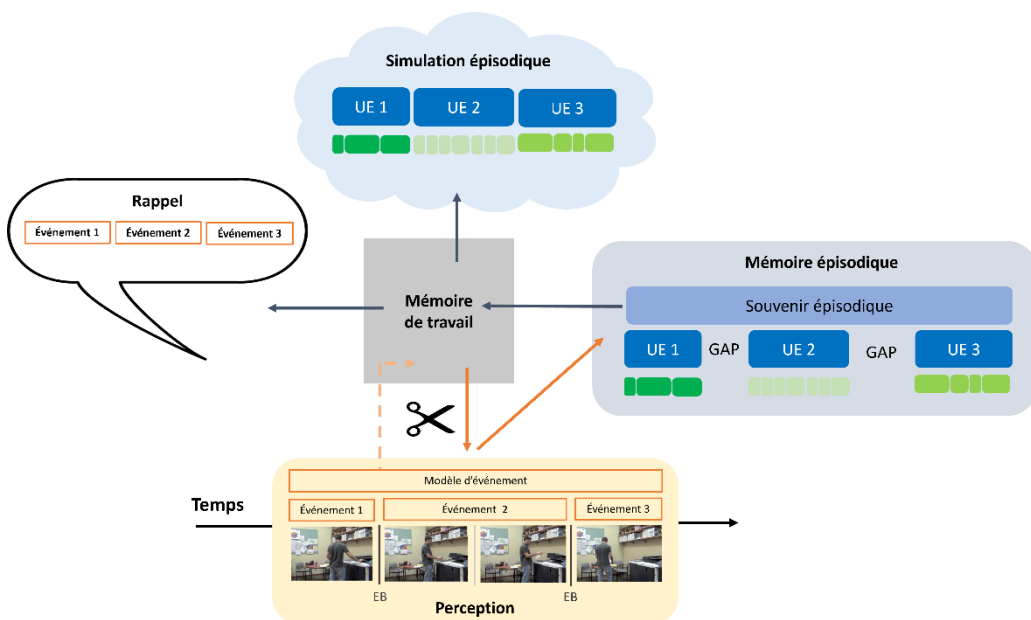 Simulation épisodique
UE 1
UE 2
UE 3
Rappel
Événement 1
Événement 2
Événement 3
Mémoire
de travail
Mémoire épisodique
Souvenir épisodique
UE 1
GAP
UE 2
GAP
UE 3
Modèle d'événement
Temps
Événement 1
Événement 2
Événement 3
EB
EB
Perception